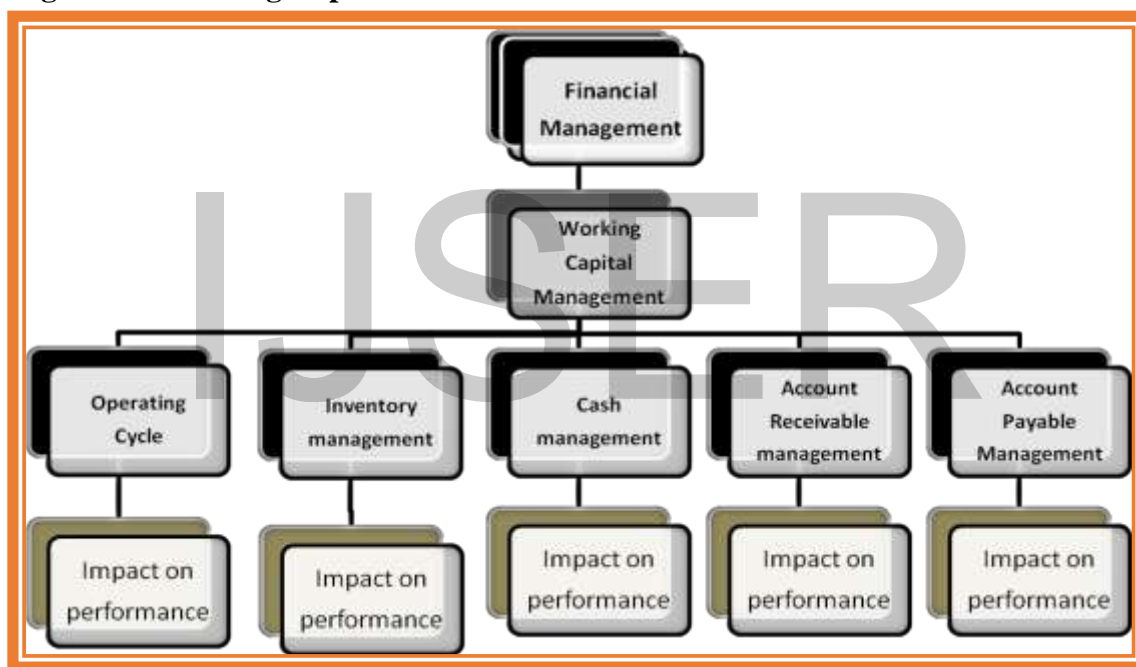 Financial
Management
Working
Capital
Management
Operating
Cycle
Inventory
management
Cash
management
Account
Receivable
management
Account
Payable
Management
Impact on
performance
Impact on
performance
Impact on
performance
Impact on
performance
Impact on
performance
IJSER